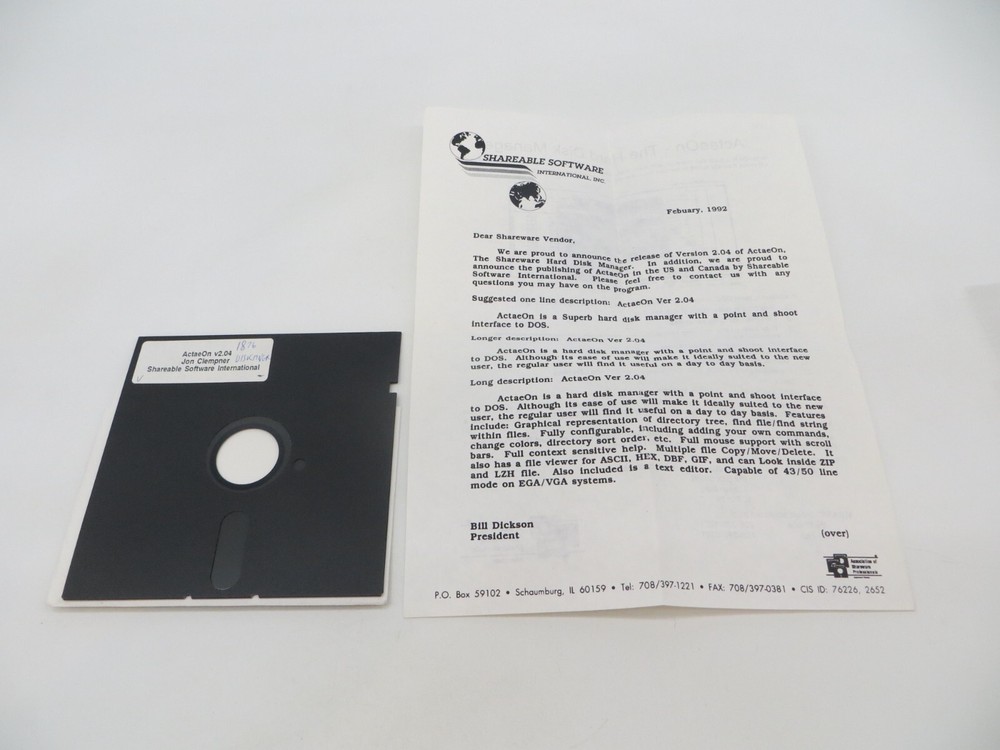 ActaeOn v2.04
Jon Clempner
Shareable Software International
SHAREABLE SOFTWARE
INTERNATIONAL, INC.
Febuary, 1992
Dear Shareware Vendor,
We are proud to announce the release of Version 2.04 of ActaeOn,
The Shareware Hard Disk Manager. In addition, we are proud to
announce the publishing of ActaeOn in the US and Canada by Shareable
Software International. Please feel free to contact us with any
questions you may have on the program.
Suggested one line description: ActaeOn Ver 2.04
ActaeOn is a Superb hard disk manager with a point and shoot
interface to DOS.
Longer description: ActaeOn Ver 2.04
ActaeOn is a hard disk manager with a point and shoot interface
to DOS. Although its ease of use will make it ideally suited to the new
user, the regular user will find it useful on a day to day basis.
Long description: ActaeOn Ver 2.04
ActaeOn is a hard disk manager with a point and shoot interface
to DOS. Although its ease of use will make it ideally suited to the new
user, the regular user will find it useful on a day to day basis. Features
include: Graphical representation of directory tree, find file/find string
within files. Fully configurable, including adding your own commands,
change colors, directory sort order, etc. Full mouse support with scroll
bars. Full context sensitive help. Multiple file Copy/Move/Delete. It
also has a file viewer for ASCII, HEX, DBF, GIF, and can Look inside ZIP
and LZH file. Also included is a text editor. Capable of 43/50 line
mode on EGA/VGA systems.
Bill Dickson
President
(over)
Association of
Shareware
Professionals
P.O. Box 59102 • Schaumburg, IL 60159 • Tel: 708/397-1221 • FAX: 708/397-0381 • CIS ID: 76226, 2652